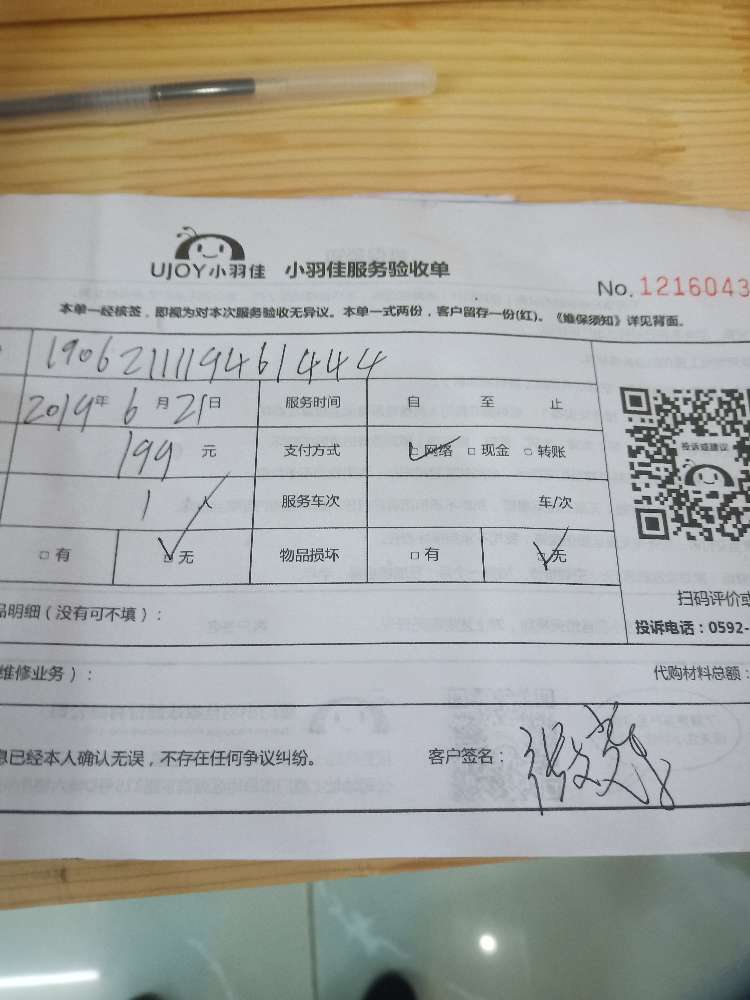 UJOY小羽佳 小羽佳服务验收单
No. 1216043
本单一经核签，即视为对本次服务验收无异议。本单一式两份，客户留存一份(红)。《维保须知》详见背面。
19062111194614444
2019年 6月 21日 服务时间 自 至 止
199 元 支付方式 □网络 □现金 □转账
1 人 服务车次 车/次
□有 □无 物品损坏 □有 □无
投诉或建议
扫码评价或
品明细（没有可不填）：
投诉电话：0592-
维修业务）：
代购材料总额：
息已经本人确认无误，不存在任何争议纠纷。 客户签名：